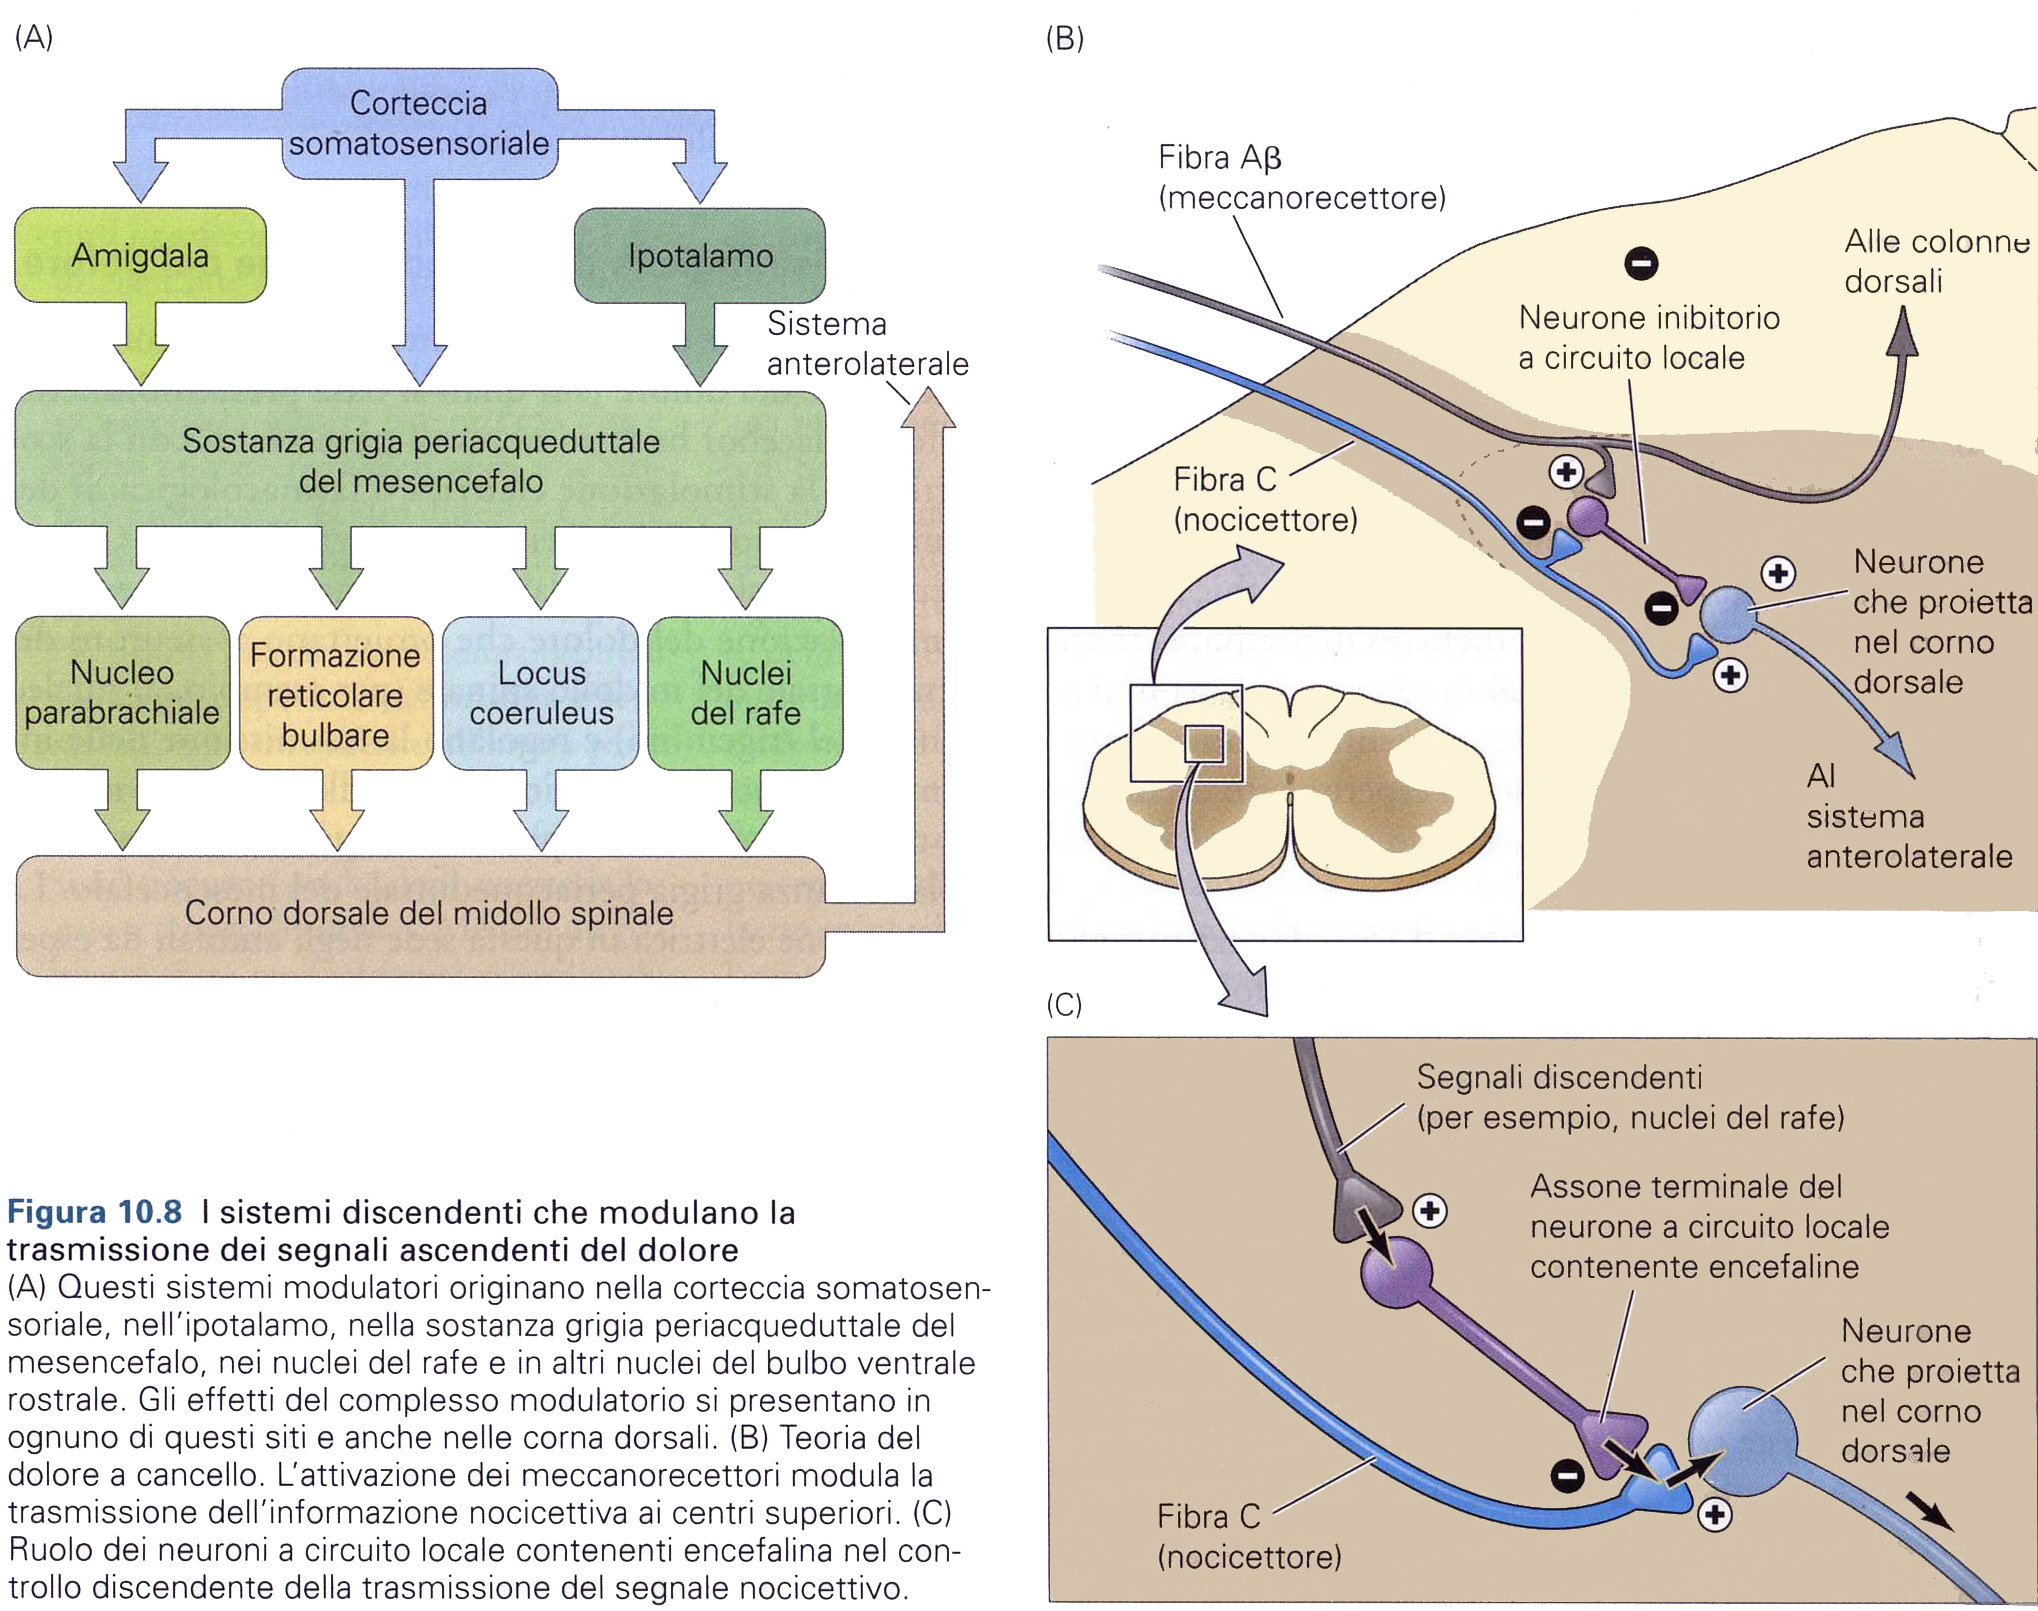 (A)
Corteccia
somatosensoriale
Amigdala
Ipotalamo
Sistema
anterolaterale
Sostanza grigia periacqueduttale
del mesencefalo
Nucleo
parabrachiale
Formazione
reticolare
bulbare
Locus
coeruleus
Nuclei
del rafe
Corno dorsale del midollo spinale
Figura 10.8 I sistemi discendenti che modulano la
trasmissione dei segnali ascendenti del dolore
(A) Questi sistemi modulatori originano nella corteccia somatosen-
soriale, nell'ipotalamo, nella sostanza grigia periacqueduttale del
mesencefalo, nei nuclei del rafe e in altri nuclei del bulbo ventrale
rostrale. Gli effetti del complesso modulatorio si presentano in
ognuno di questi siti e anche nelle corna dorsali. (B) Teoria del
dolore a cancello. L'attivazione dei meccanorecettori modula la
trasmissione dell'informazione nocicettiva ai centri superiori. (C)
Ruolo dei neuroni a circuito locale contenenti encefalina nel con-
trollo discendente della trasmissione del segnale nocicettivo.
(B)
Fibra Aβ
(meccanorecettore)
Alle colonne
dorsali
Neurone inibitorio
a circuito locale
Fibra C
(nocicettore)
Neurone
che proietta
nel corno
dorsale
Al
sistema
anterolaterale
(C)
Segnali discendenti
(per esempio, nuclei del rafe)
Assone terminale del
neurone a circuito locale
contenente encefaline
Neurone
che proietta
nel corno
dorsale
Fibra C
(nocicettore)